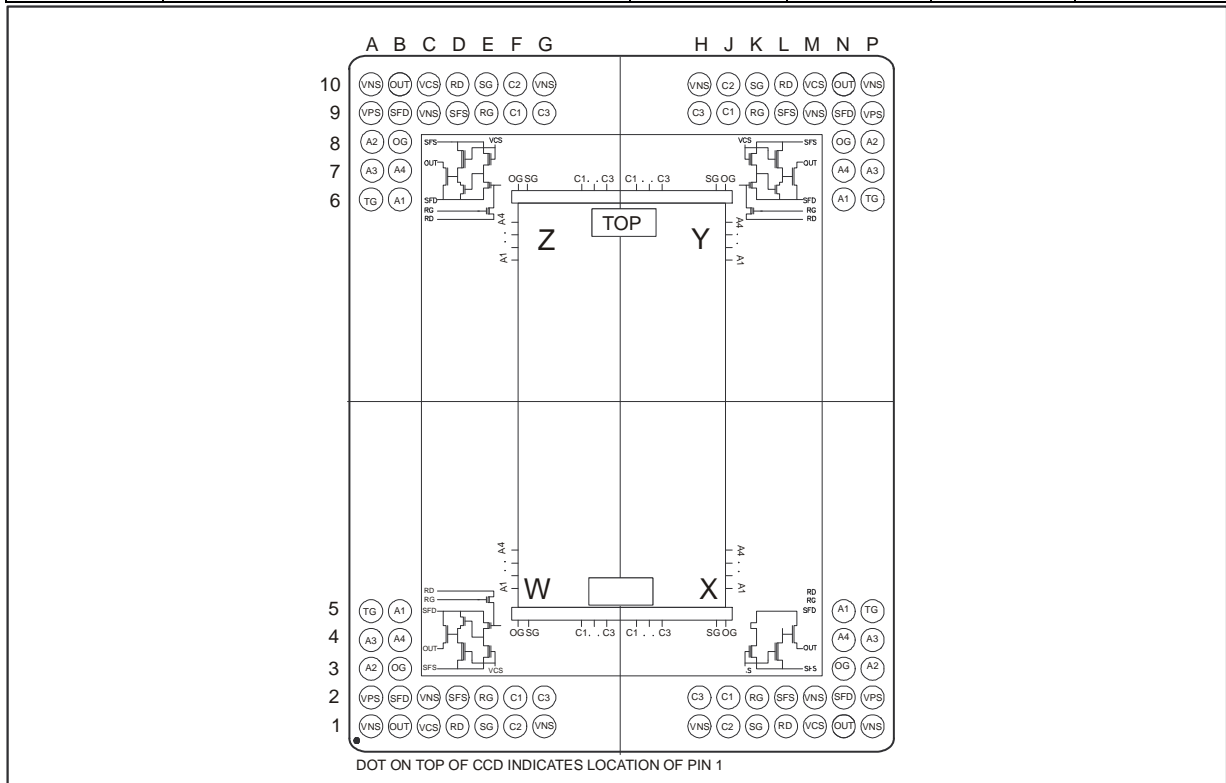 A B C D E F G H J K L M N P
10 VNS OUT VCS RD SG C2 VNS VNS C2 SG RD VCS OUT VNS
9 VPS SFD VNS SFS RG C1 C3 C3 C1 RG SFS VNS SFD VPS
8 A2 OG SFS VCS VCS SFS OG A2
7 A3 A4 OUT OUT A4 A3
OG SG C1. . C3 C1. . C3 SG OG
6 TG A1 SFD SFD A1 TG
RG RG
RD RD
A4 . . A1 Z TOP Y A4 . . A1
A4 . . A1 W X A4 . . A1
RD RD
RG RG
5 TG A1 SFD SFD A1 TG
OG SG C1. . C3 C1. . C3 SG OG
4 A3 A4 OUT OUT A4 A3
3 A2 OG SFS VCS .S SFS OG A2
2 VPS SFD VNS SFS RG C1 C3 C3 C1 RG SFS VNS SFD VPS
1 VNS OUT VCS RD SG C2 VNS VNS C2 SG RD VCS OUT VNS
DOT ON TOP OF CCD INDICATES LOCATION OF PIN 1